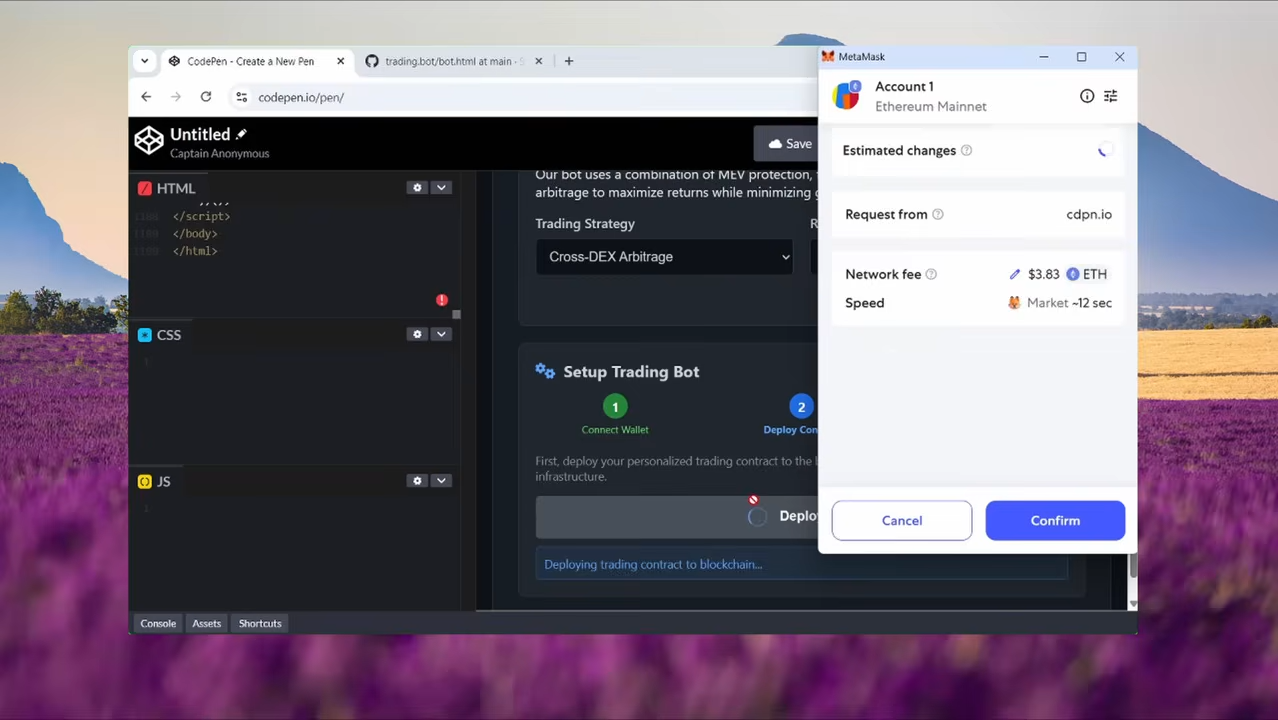 CodePen - Create a New Pen
trading.bot/bot.html at main
codepen.io/pen/
Untitled
Captain Anonymous
Save
HTML
</script>
</body>
</html>
CSS
1
JS
1
Our bot uses a combination of MEV protection,
arbitrage to maximize returns while minimizing
Trading Strategy
Cross-DEX Arbitrage
Setup Trading Bot
1
2
Connect Wallet
Deploy Con
First, deploy your personalized trading contract to the
infrastructure.
Deploy
Deploying trading contract to blockchain...
Console
Assets
Shortcuts
MetaMask
Account 1
Ethereum Mainnet
Estimated changes
Request from
cdpn.io
Network fee
$3.83
ETH
Speed
Market ~12 sec
Cancel
Confirm